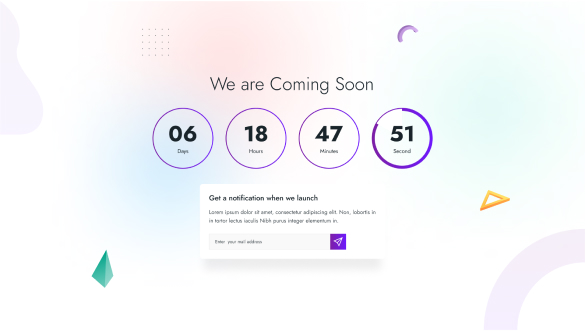 We are Coming Soon
06 18 47 51
Days Hours Minutes Second
Get a notification when we launch
Lorem ipsum dolor sit amet, consectetur adipiscing elit. Non, lobortis in
in tortor lectus iaculis Nibh purus integer elementum in.
Enter your mail address